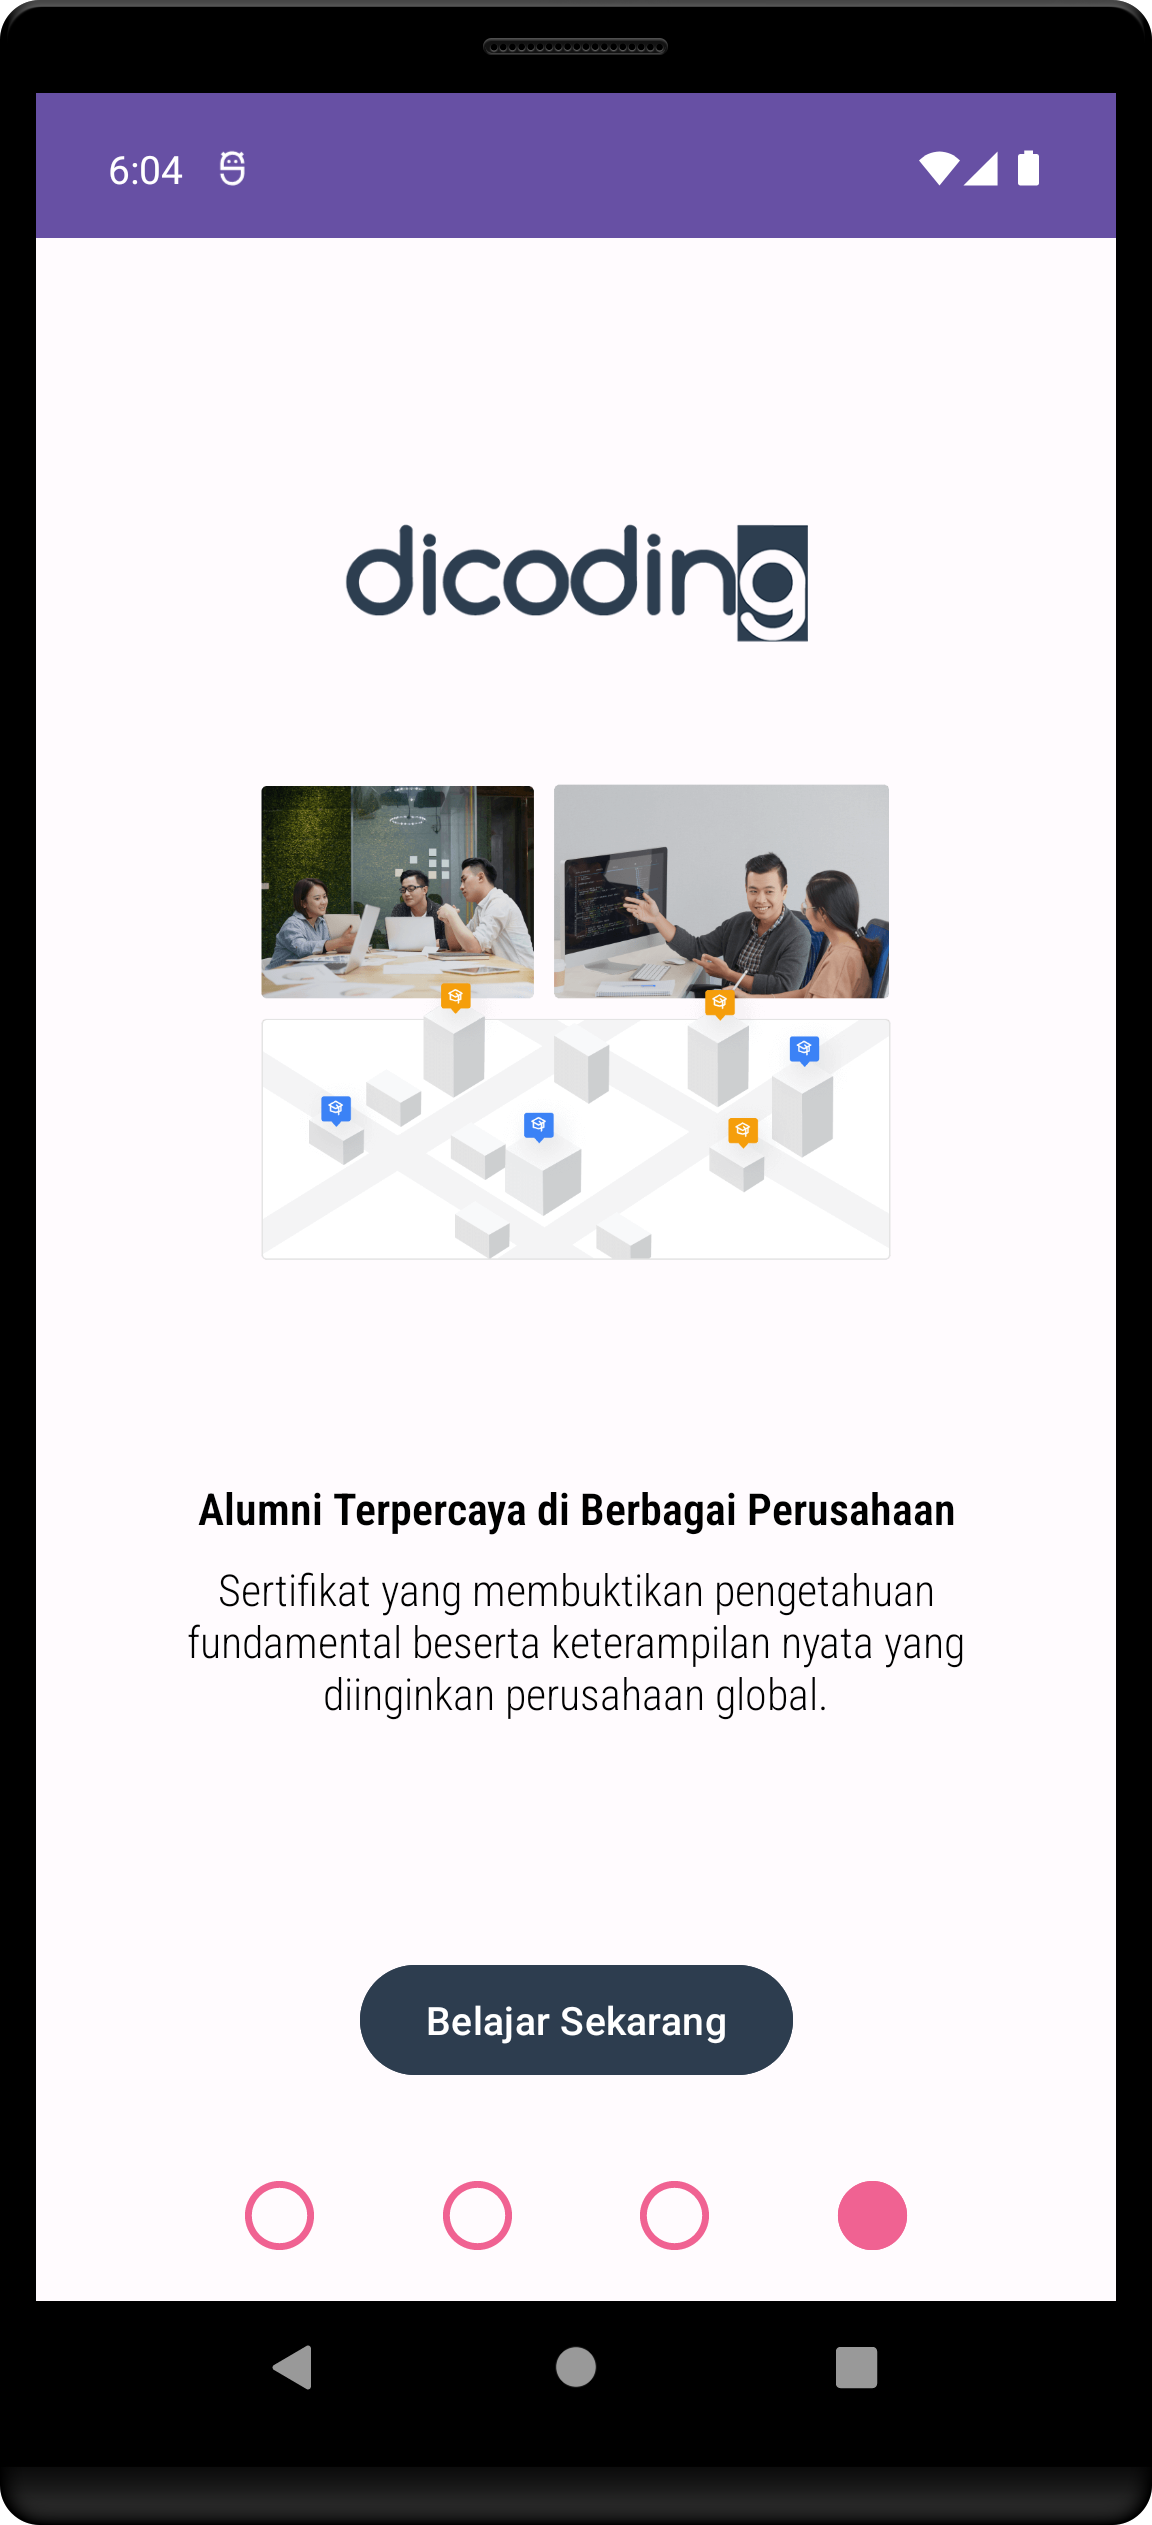 6:04
dicoding
Alumni Terpercaya di Berbagai Perusahaan
Sertifikat yang membuktikan pengetahuan
fundamental beserta keterampilan nyata yang
diinginkan perusahaan global.
Belajar Sekarang